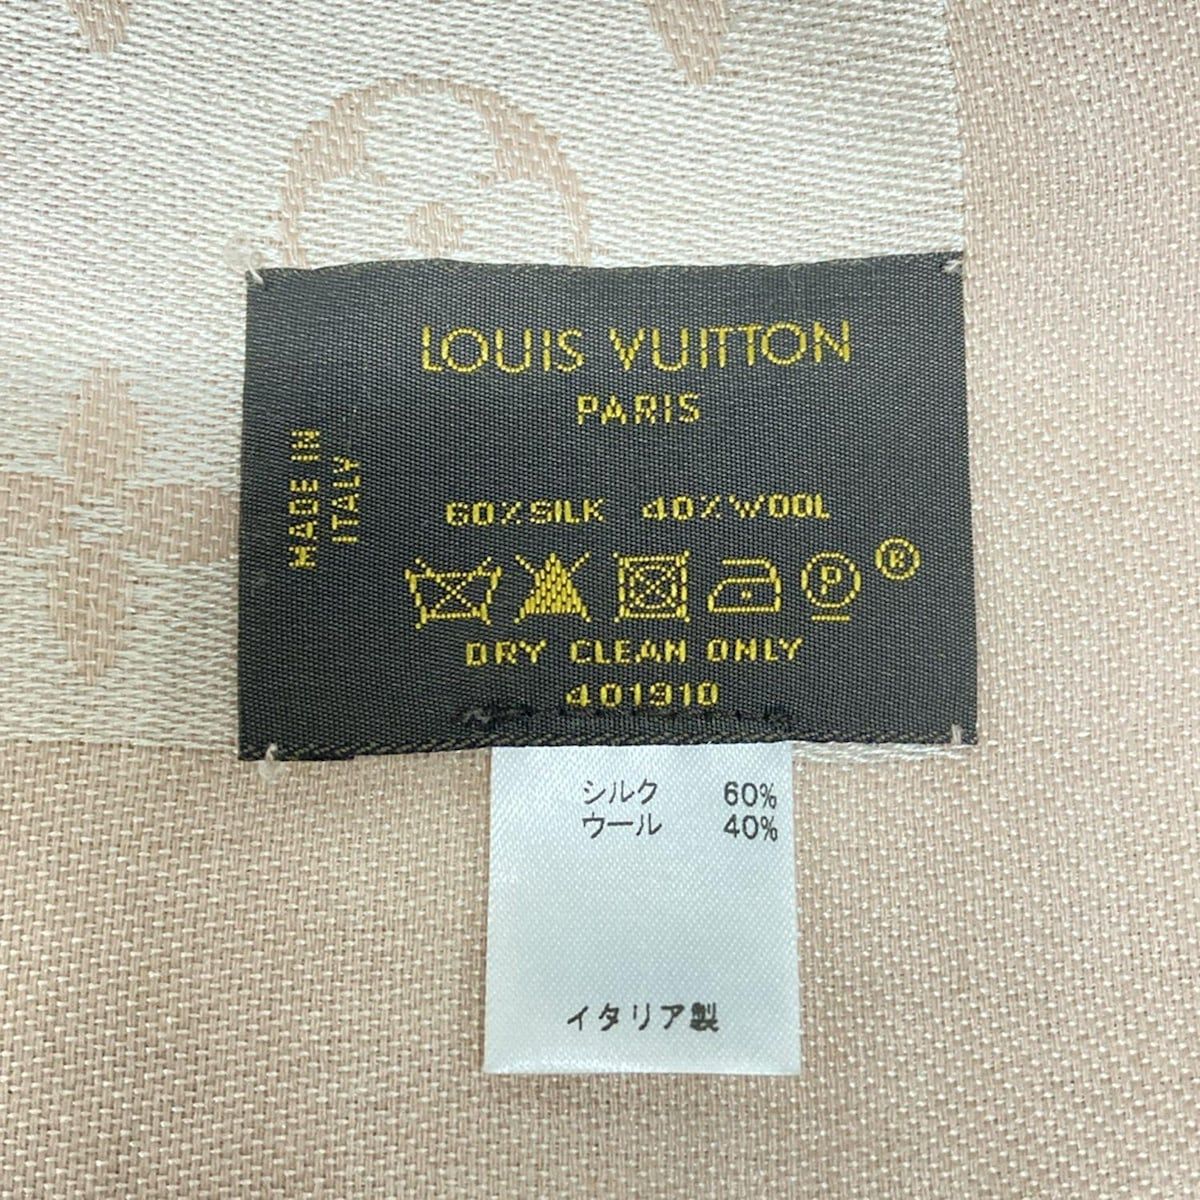 LOUIS VUITTON
PARIS
MADE IN
ITALY
60% SILK 40% WOOL
P ®
DRY CLEAN ONLY
401910
シルク 60%
ウール 40%
イタリア製